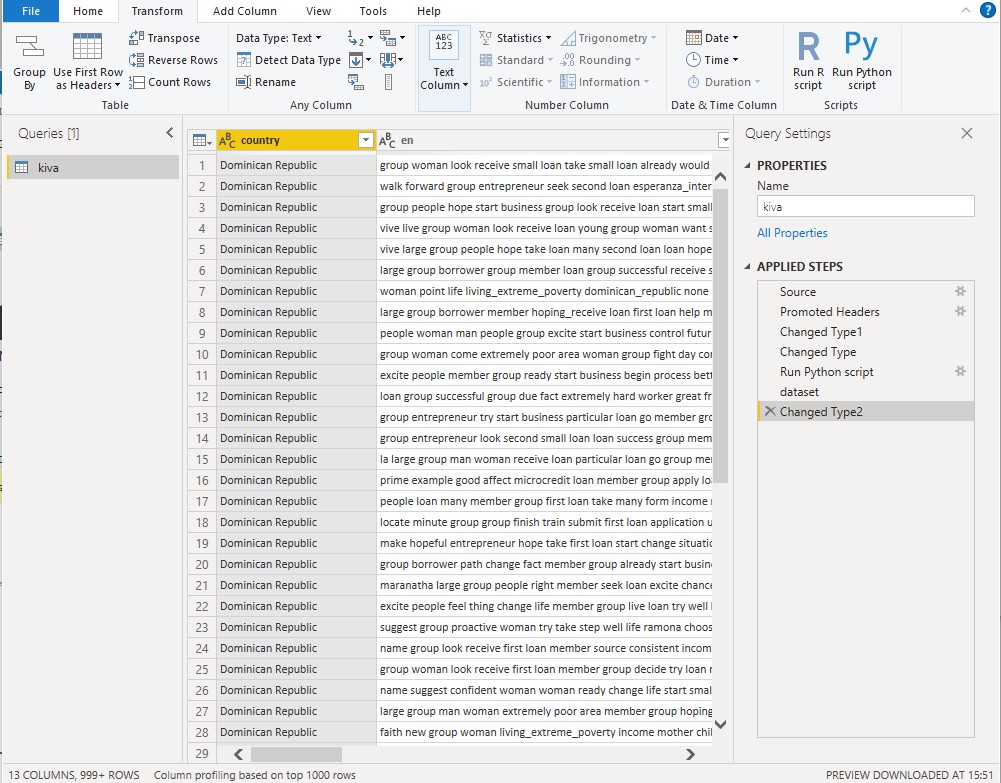 File Home Transform Add Column View Tools Help
Group By
Use First Row as Headers
Transpose
Reverse Rows
Count Rows
Table
Data Type: Text
Detect Data Type
Rename
Any Column
ABC 123
Text Column
Statistics
Standard
Scientific
Trigonometry
Rounding
Information
Number Column
Date
Time
Duration
Date & Time Column
R
Run R script
Py
Run Python script
Scripts
Queries [1]
kiva
country en
1 Dominican Republic group woman look receive small loan take small loan already would
2 Dominican Republic walk forward group entrepreneur seek second loan esperanza_inter
3 Dominican Republic group people hope start business group look receive loan start small
4 Dominican Republic vive live group woman look receive loan young group woman want s
5 Dominican Republic vive large group people hope take loan many second loan loan hope
6 Dominican Republic large group borrower group member loan group successful receive s
7 Dominican Republic woman point life living_extreme_poverty dominican_republic none
8 Dominican Republic large group borrower member hoping_receive loan first loan help m
9 Dominican Republic people woman man people group excite start business control futur
10 Dominican Republic group woman come extremely poor area woman group fight day cor
11 Dominican Republic excite people member group ready start business begin process bett
12 Dominican Republic loan group successful group due fact extremely hard worker great fr
13 Dominican Republic group entrepreneur try start business particular loan go member gro
14 Dominican Republic group entrepreneur look second small loan loan success group mem
15 Dominican Republic la large group man woman receive loan particular loan go group mer
16 Dominican Republic prime example good affect microcredit loan member group apply lo
17 Dominican Republic people loan many member group first loan take many form income
18 Dominican Republic locate minute group group finish train submit first loan application u
19 Dominican Republic make hopeful entrepreneur hope take first loan start change situatic
20 Dominican Republic group borrower path change fact member group already start busin
21 Dominican Republic maranatha large group people right member seek loan excite chance
22 Dominican Republic excite people feel thing change life member group live loan try well
23 Dominican Republic suggest group proactive woman try take step well life ramona choos
24 Dominican Republic name group look receive first loan member source consistent incom
25 Dominican Republic group woman look receive first loan member group decide try loan r
26 Dominican Republic name suggest confident woman woman ready change life start smal
27 Dominican Republic large group man woman extremely poor area member group hoping
28 Dominican Republic faith new group woman living_extreme_poverty income mother chil
29
Query Settings
PROPERTIES
Name
kiva
All Properties
APPLIED STEPS
Source
Promoted Headers
Changed Type1
Changed Type
Run Python script
dataset
Changed Type2
13 COLUMNS, 999+ ROWS Column profiling based on top 1000 rows PREVIEW DOWNLOADED AT 15:51